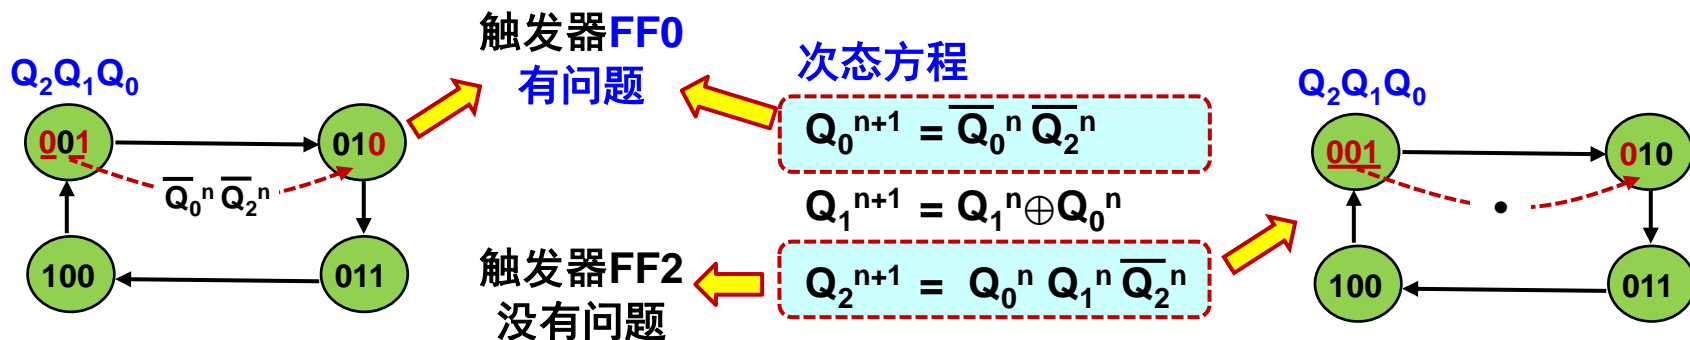 Q₂Q₁Q₀
001
010
Q̅₀ⁿ Q̅₂ⁿ
100
011
触发器FF0
有问题
触发器FF2
没有问题
次态方程
Q₀ⁿ⁺¹ = Q̅₀ⁿ Q̅₂ⁿ
Q₁ⁿ⁺¹ = Q₁ⁿ⊕Q₀ⁿ
Q₂ⁿ⁺¹ = Q₀ⁿ Q₁ⁿ Q̅₂ⁿ
Q₂Q₁Q₀
001
010
•
100
011